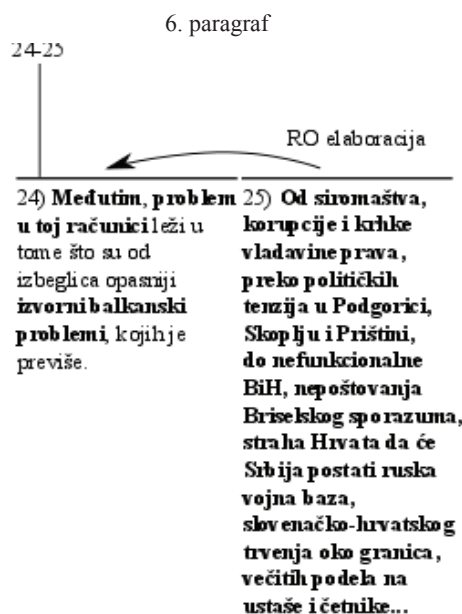 6. paragraf
24-25
RO elaboracija
24) Međutim, problem
u toj računici leži u
tome što su od
izbeglica opasniji
izvorni balkanski
problemi, kojih je
previše.
25) Od siromaštva,
korupcije i krhke
vladavine prava,
preko političkih
tenzija u Podgorici,
Skoplju i Prištini,
do nefunkcionalne
BiH, nepoštovanja
Briselskog sporazuma,
straha Hrvata da će
Srbija postati ruska
vojna baza,
slovenačko-hrvatskog
trvenja oko granica,
večitih podela na
ustaše i četnike...